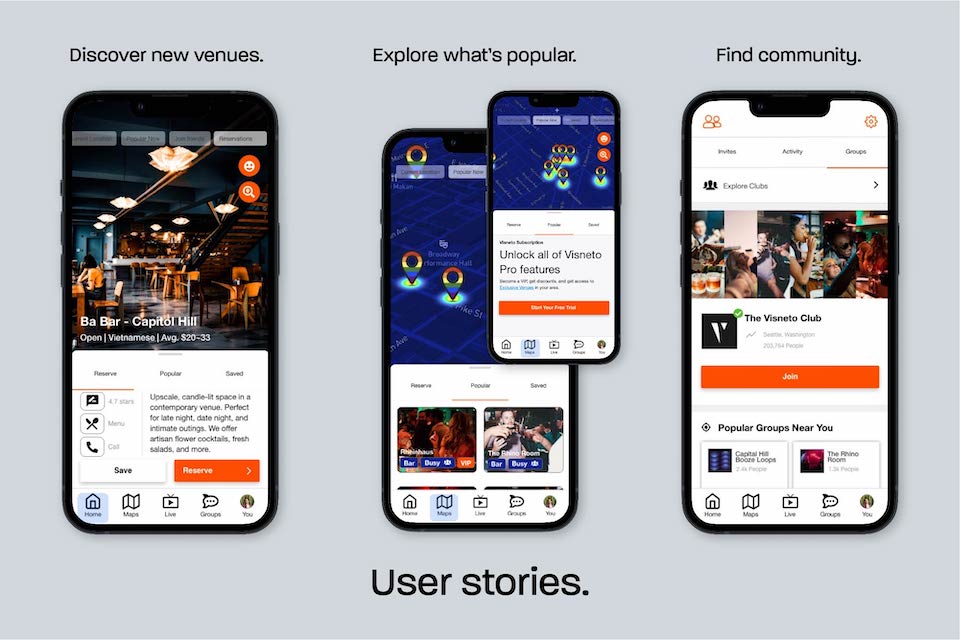 Discover new venues.
Explore what's popular.
Find community.
Current Location
Popular Now
Join friends
Reservations
Ba Bar - Capitol Hill
Open | Vietnamese | Avg. $20-33
Reserve
Popular
Saved
4.7 stars
Menu
Call
Upscale, candle-lit space in a
contemporary venue. Perfect
for late night, date night, and
intimate outings. We offer
artisan flower cocktails, fresh
salads, and more.
Save
Reserve
Home
Maps
Live
Groups
You
Current Location
Popular Now
Broadway
rformance Hall
E Pike St
Reserve
Popular
Saved
Rheinhaus
Bar
Busy
VIP
The Rhino Room
Bar
Busy
Home
Maps
Live
Groups
You
Popular Now
Reserve
Popular
Saved
Visneto Subscription
Unlock all of Visneto
Pro features
Become a VIP, get discounts, and get access to
Exclusive Venues in your area.
Start Your Free Trial
Home
Maps
Live
Groups
You
Invites
Activity
Groups
Explore Clubs
V
The Visneto Club
Seattle, Washington
203,764 People
Join
Popular Groups Near You
Capital Hill
Booze Loops
2.4k People
The Rhino
Room
1.3k People
Home
Maps
Live
Groups
You
User stories.